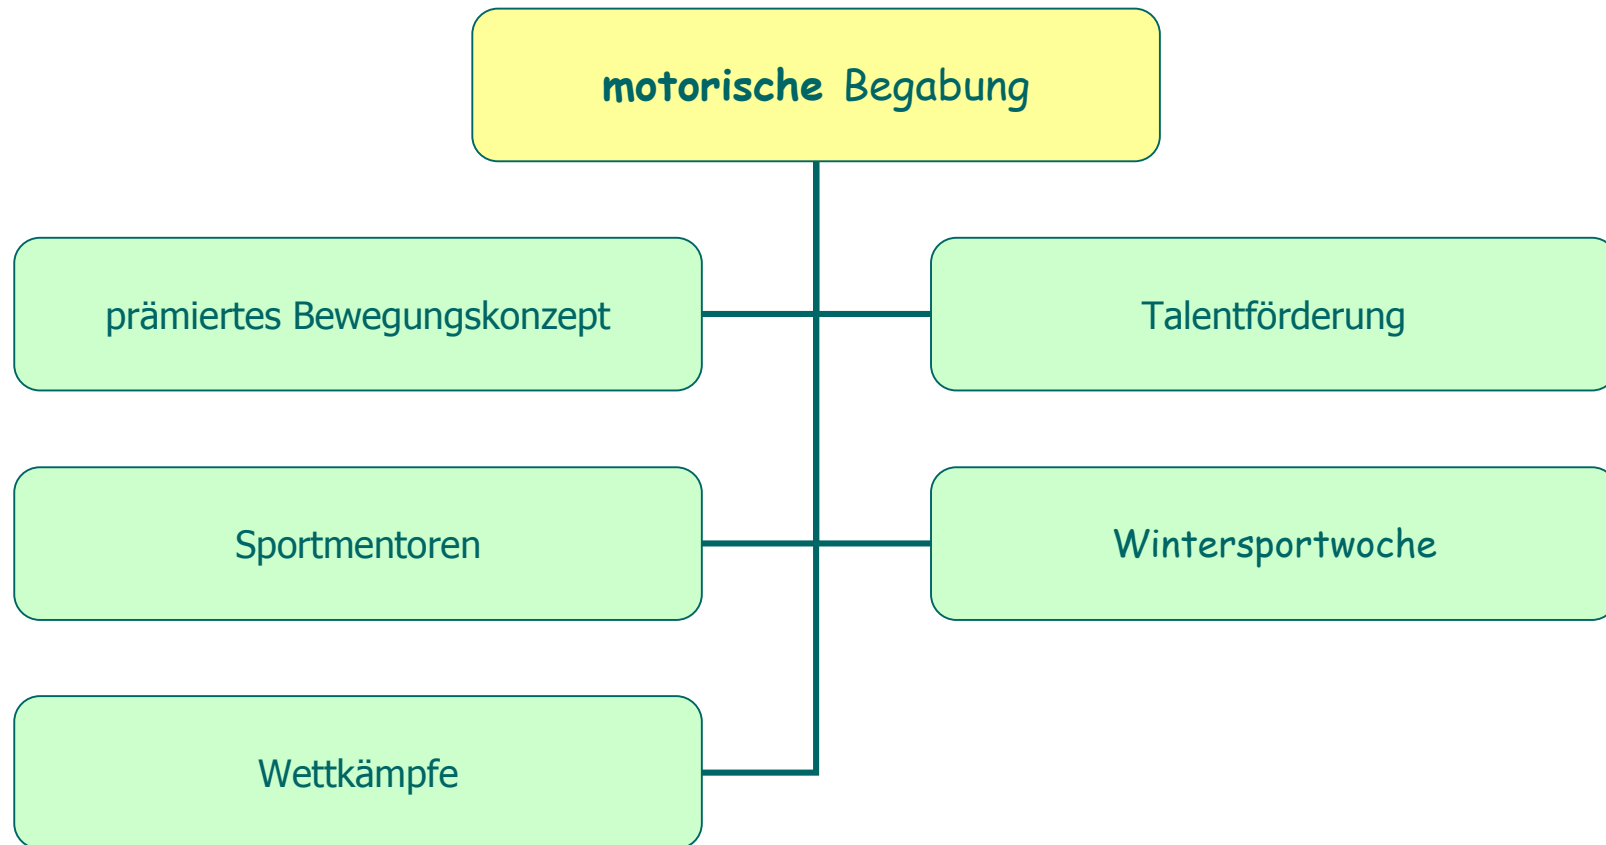 motorische Begabung
prämiertes Bewegungskonzept
Talentförderung
Sportmentoren
Wintersportwoche
Wettkämpfe